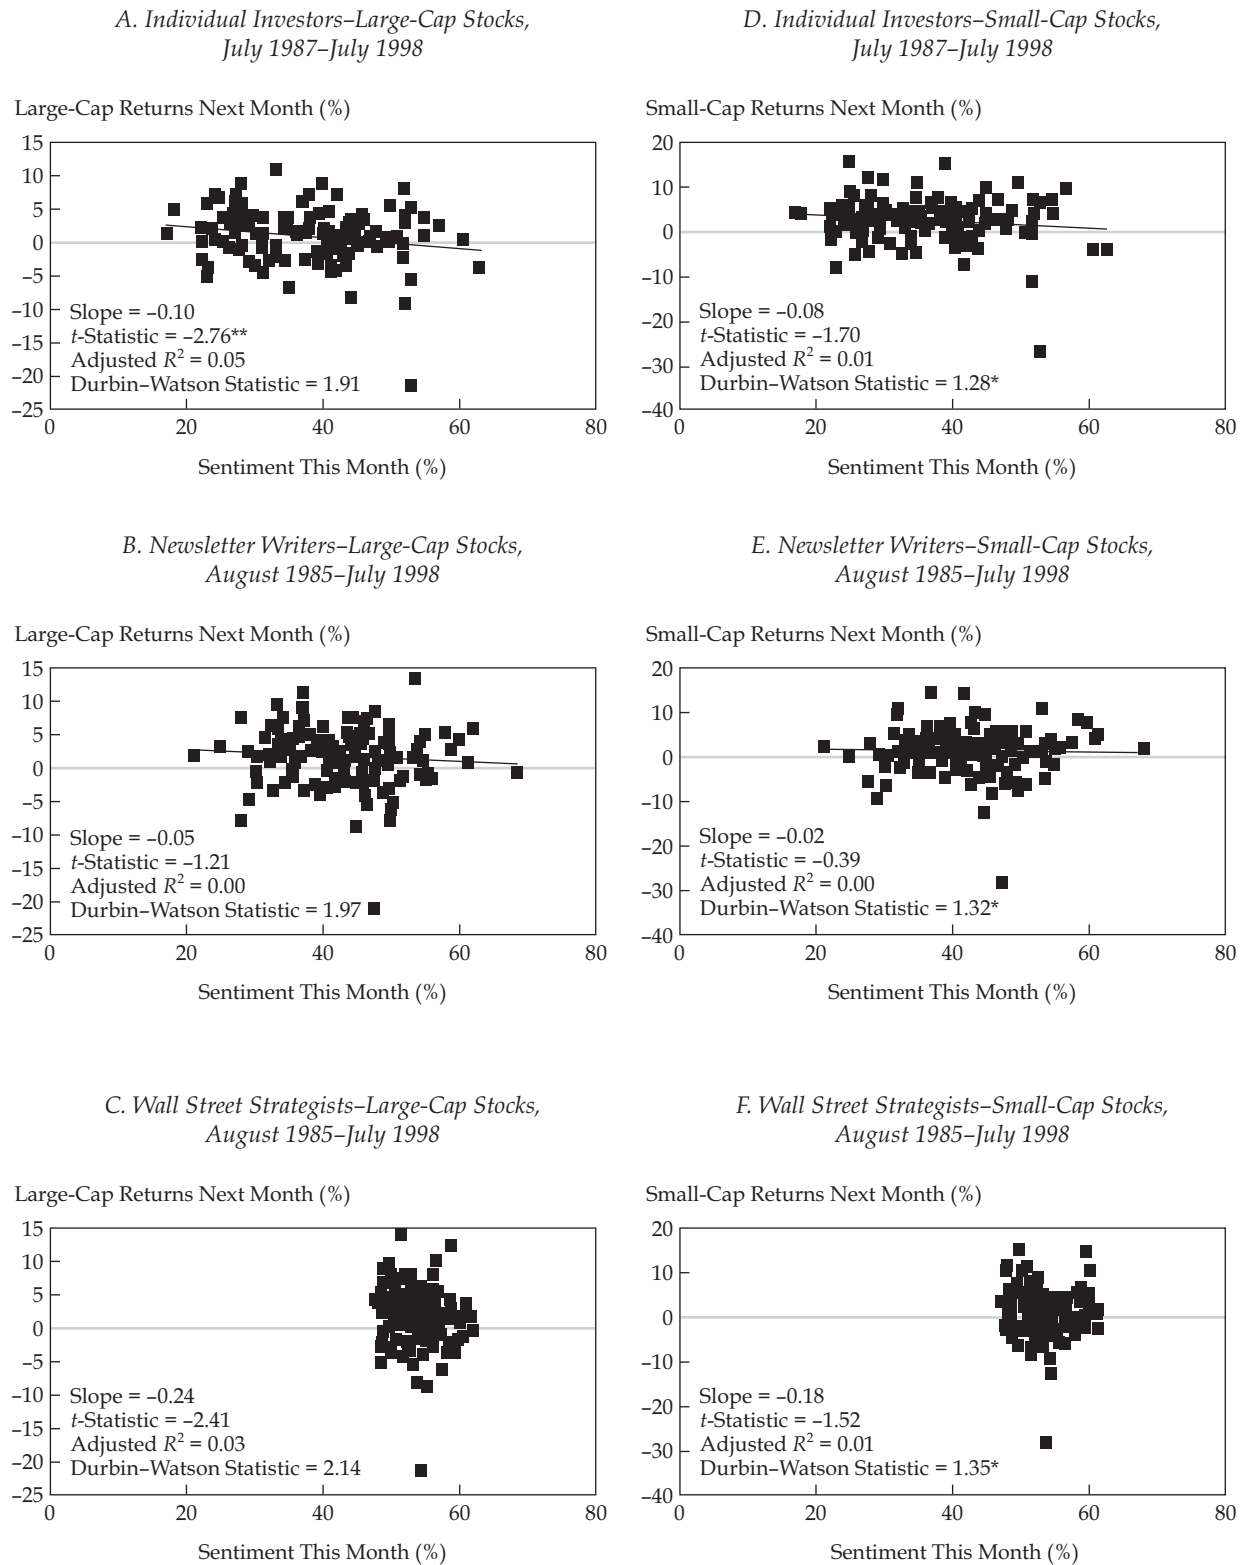 A. Individual Investors–Large-Cap Stocks,
July 1987–July 1998
Large-Cap Returns Next Month (%)
15
10
5
0
–5
–10
–15
–20
–25
Slope = –0.10
t-Statistic = –2.76**
Adjusted R² = 0.05
Durbin–Watson Statistic = 1.91
0 20 40 60 80
Sentiment This Month (%)
D. Individual Investors–Small-Cap Stocks,
July 1987–July 1998
Small-Cap Returns Next Month (%)
20
10
0
–10
–20
–30
–40
Slope = –0.08
t-Statistic = –1.70
Adjusted R² = 0.01
Durbin–Watson Statistic = 1.28*
0 20 40 60 80
Sentiment This Month (%)
B. Newsletter Writers–Large-Cap Stocks,
August 1985–July 1998
Large-Cap Returns Next Month (%)
15
10
5
0
–5
–10
–15
–20
–25
Slope = –0.05
t-Statistic = –1.21
Adjusted R² = 0.00
Durbin–Watson Statistic = 1.97
0 20 40 60 80
Sentiment This Month (%)
E. Newsletter Writers–Small-Cap Stocks,
August 1985–July 1998
Small-Cap Returns Next Month (%)
20
10
0
–10
–20
–30
–40
Slope = –0.02
t-Statistic = –0.39
Adjusted R² = 0.00
Durbin–Watson Statistic = 1.32*
0 20 40 60 80
Sentiment This Month (%)
C. Wall Street Strategists–Large-Cap Stocks,
August 1985–July 1998
Large-Cap Returns Next Month (%)
15
10
5
0
–5
–10
–15
–20
–25
Slope = –0.24
t-Statistic = –2.41
Adjusted R² = 0.03
Durbin–Watson Statistic = 2.14
0 20 40 60 80
Sentiment This Month (%)
F. Wall Street Strategists–Small-Cap Stocks,
August 1985–July 1998
Small-Cap Returns Next Month (%)
20
10
0
–10
–20
–30
–40
Slope = –0.18
t-Statistic = –1.52
Adjusted R² = 0.01
Durbin–Watson Statistic = 1.35*
0 20 40 60 80
Sentiment This Month (%)